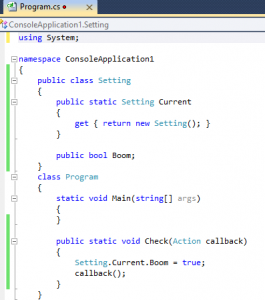 Program.cs
ConsoleApplication1.Setting
using System;
namespace ConsoleApplication1
{
public class Setting
{
public static Setting Current
{
get { return new Setting(); }
}
public bool Boom;
}
class Program
{
static void Main(string[] args)
{
}
public static void Check(Action callback)
{
Setting.Current.Boom = true;
callback();
}
}